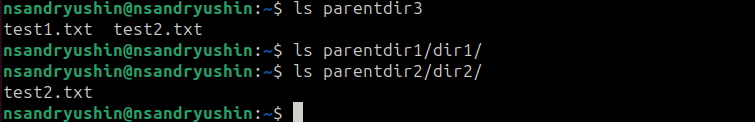 nsandryushin@nsandryushin:~$ ls parentdir3
test1.txt  test2.txt
nsandryushin@nsandryushin:~$ ls parentdir1/dir1/
nsandryushin@nsandryushin:~$ ls parentdir2/dir2/
test2.txt
nsandryushin@nsandryushin:~$